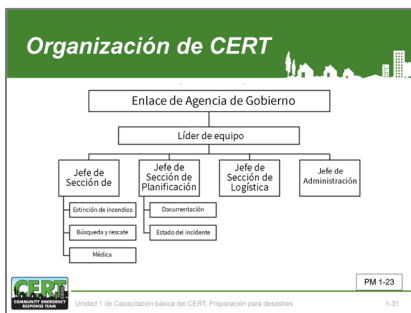 Organización de CERT
Enlace de Agencia de Gobierno
Líder de equipo
Jefe de
Sección de
Jefe de
Sección de
Planificación
Jefe de
Sección de
Logística
Jefe de
Administración
Extinción de incendios
Búsqueda y rescate
Médica
Documentación
Estado del incidente
PM 1-23
CERT
COMMUNITY EMERGENCY
RESPONSE TEAM
Unidad 1 de Capacitación básica del CERT: Preparación para desastres
1-31